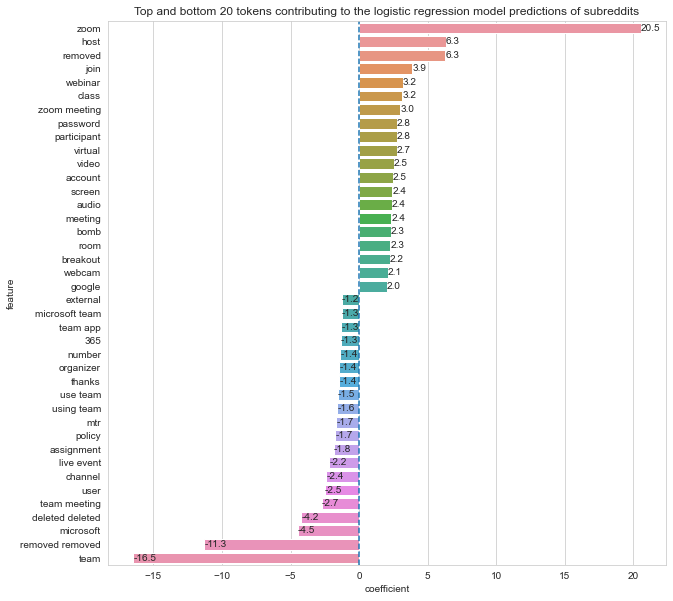 Top and bottom 20 tokens contributing to the logistic regression model predictions of subreddits
feature
zoom 20.5
host 6.3
removed 6.3
join 3.9
webinar 3.2
class 3.2
zoom meeting 3.0
password 2.8
participant 2.8
virtual 2.7
video 2.5
account 2.5
screen 2.4
audio 2.4
meeting 2.4
bomb 2.3
room 2.3
breakout 2.2
webcam 2.1
google 2.0
external -1.2
microsoft team -1.3
team app -1.3
365 -1.3
number -1.4
organizer -1.4
thanks -1.4
use team -1.5
using team -1.6
mtr -1.7
policy -1.7
assignment -1.8
live event -2.2
channel -2.4
user -2.5
team meeting -2.7
deleted deleted -4.2
microsoft -4.5
removed removed -11.3
team -16.5
−15 −10 −5 0 5 10 15 20
coefficient